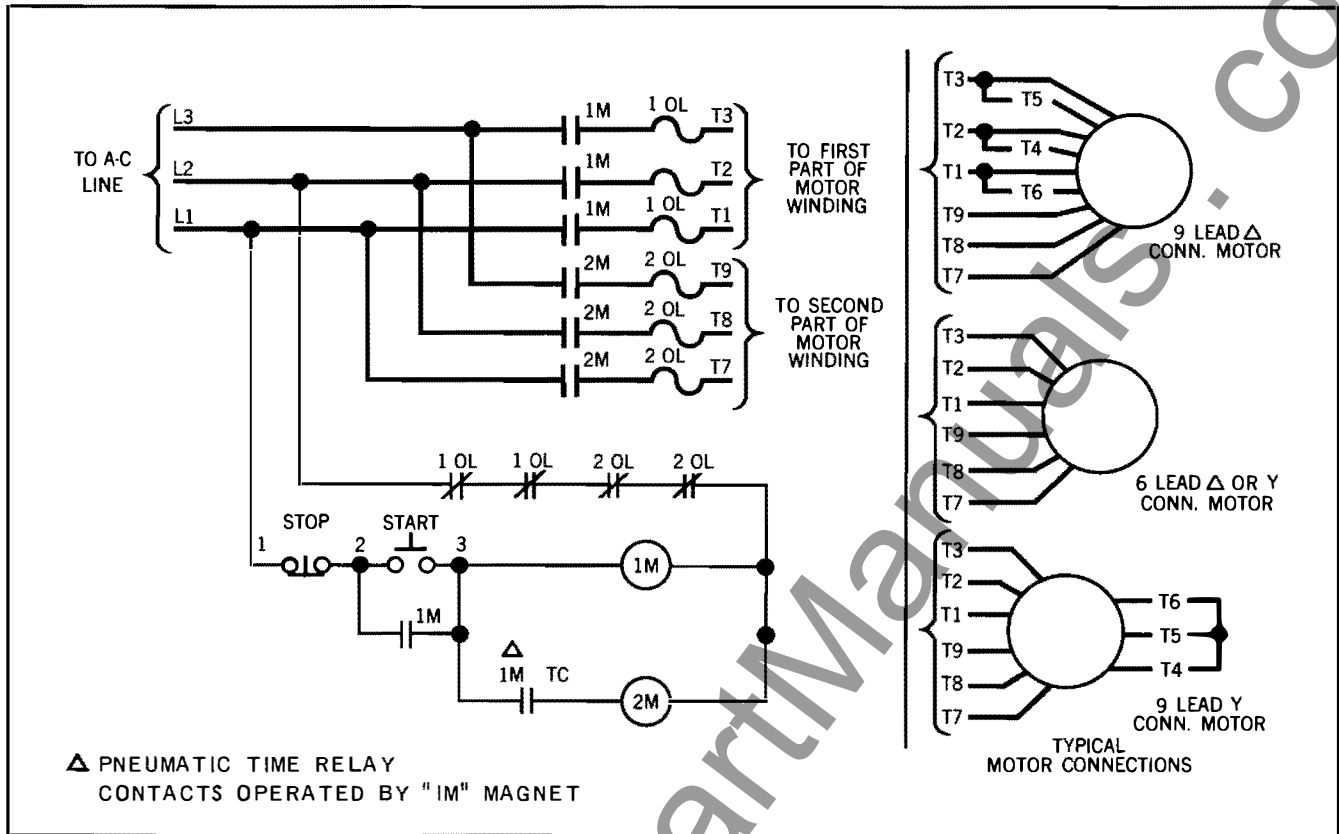 L3
1M
1 OL
T3
TO A-C
LINE
L2
1M
T2
L1
1M
1 OL
T1
TO FIRST
PART OF
MOTOR
WINDING
2M
2 OL
T9
2M
2 OL
T8
2M
2 OL
T7
TO SECOND
PART OF
MOTOR
WINDING
1 OL
1 OL
2 OL
2 OL
STOP
START
1
2
3
1M
1M
Δ
1M
TC
2M
Δ PNEUMATIC TIME RELAY
CONTACTS OPERATED BY "IM" MAGNET
T3
T5
T2
T4
T1
T6
T9
T8
T7
9 LEAD Δ
CONN. MOTOR
T3
T2
T1
T9
T8
T7
6 LEAD Δ OR Y
CONN. MOTOR
T3
T2
T1
T9
T8
T7
T6
T5
T4
9 LEAD Y
CONN. MOTOR
TYPICAL
MOTOR CONNECTIONS
artManuals . co